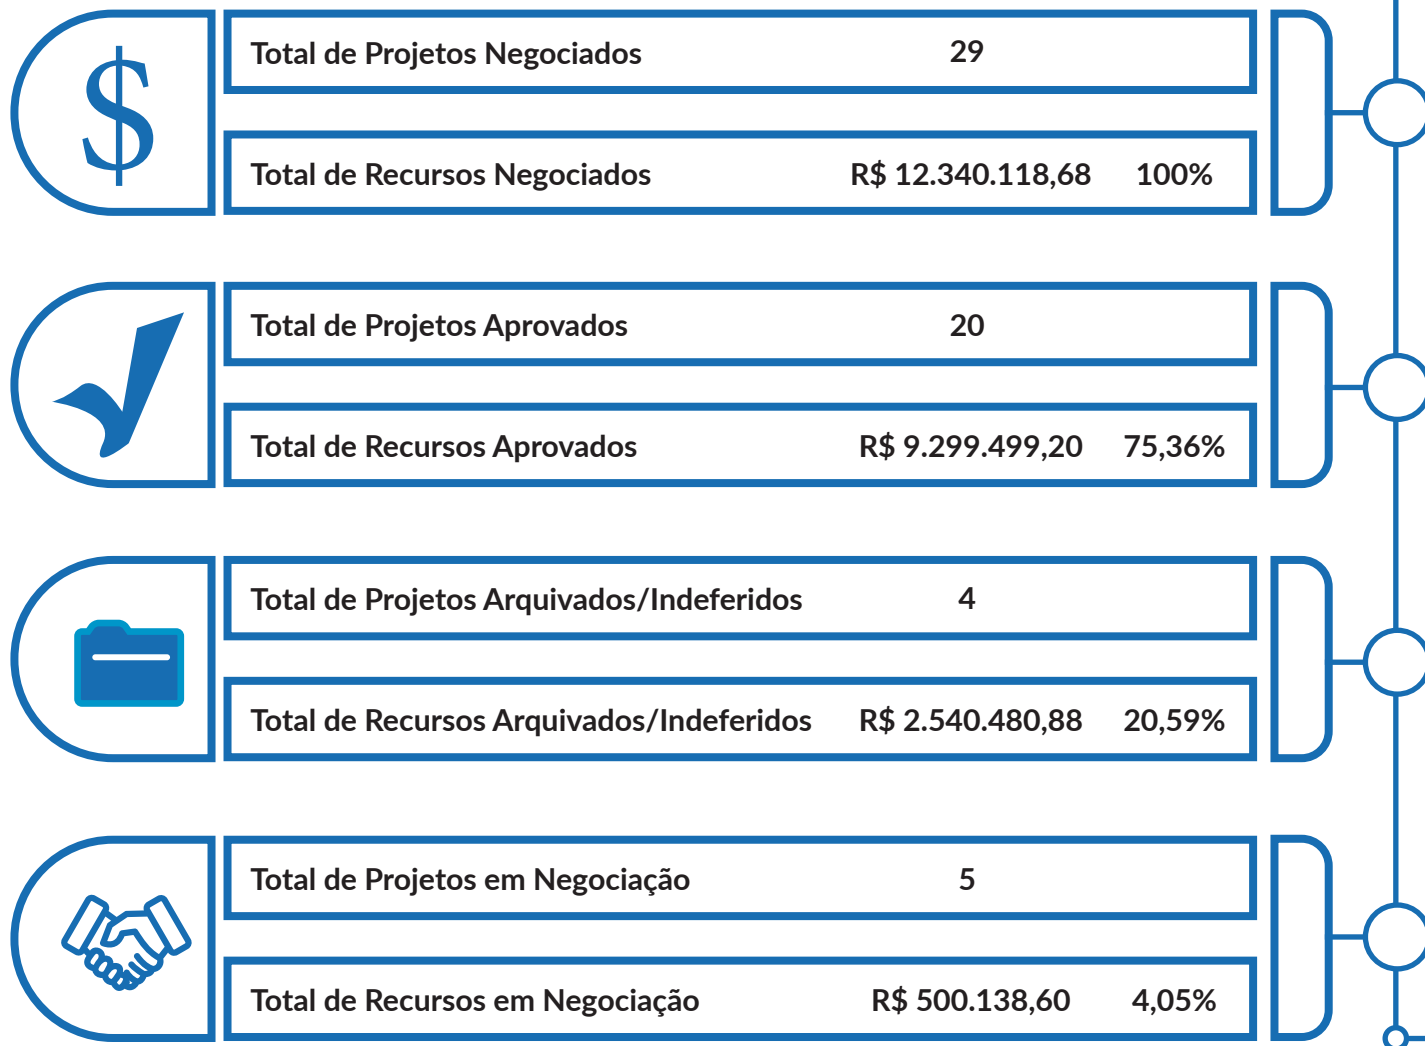 Total de Projetos Negociados 29
Total de Recursos Negociados R$ 12.340.118,68 100%
Total de Projetos Aprovados 20
Total de Recursos Aprovados R$ 9.299.499,20 75,36%
Total de Projetos Arquivados/Indeferidos 4
Total de Recursos Arquivados/Indeferidos R$ 2.540.480,88 20,59%
Total de Projetos em Negociação 5
Total de Recursos em Negociação R$ 500.138,60 4,05%